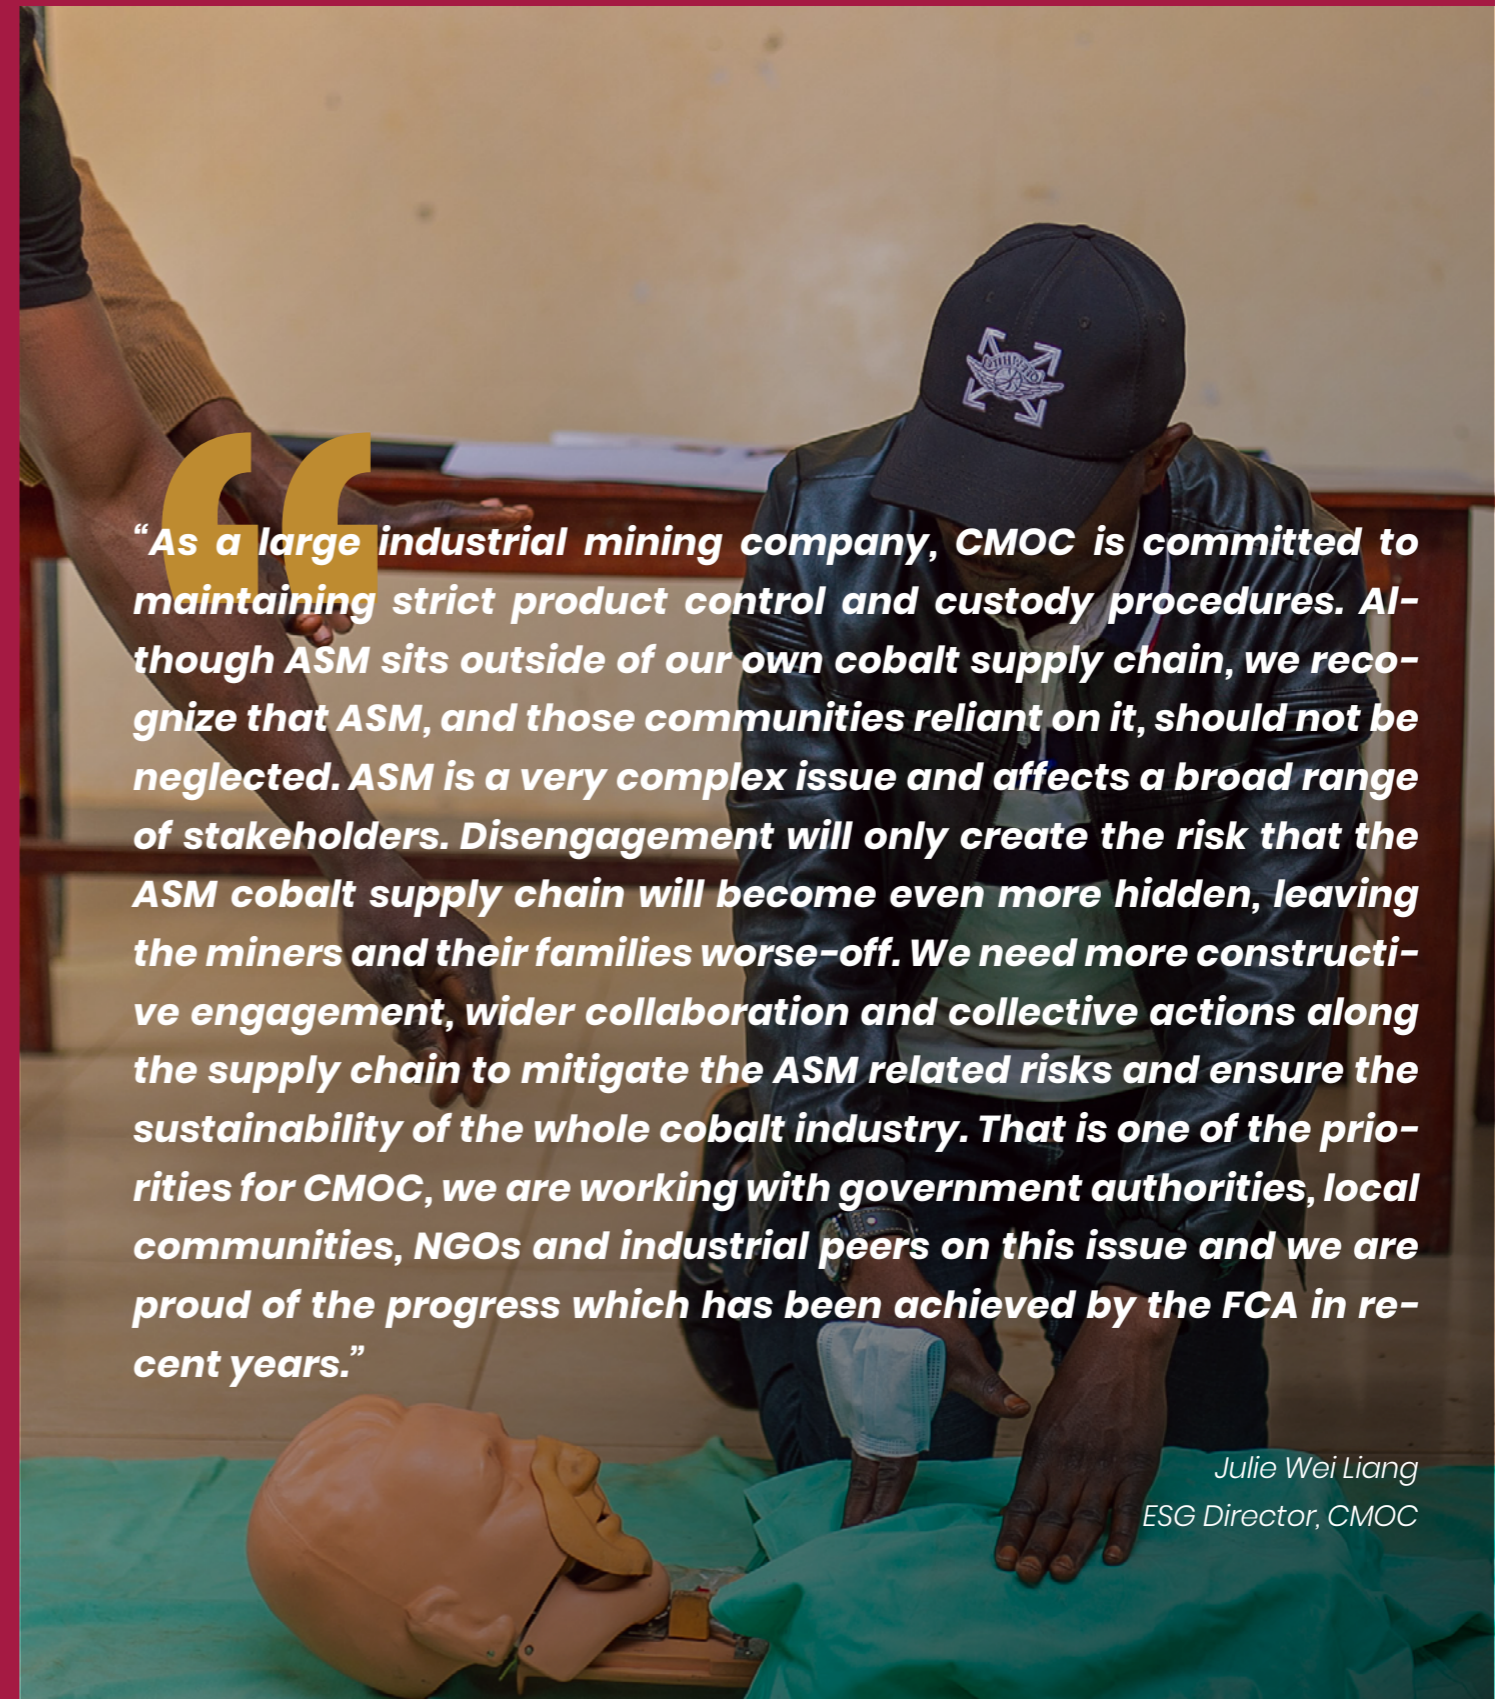 “As a large industrial mining company, CMOC is committed to
maintaining strict product control and custody procedures. Al-
though ASM sits outside of our own cobalt supply chain, we reco-
gnize that ASM, and those communities reliant on it, should not be
neglected. ASM is a very complex issue and affects a broad range
of stakeholders. Disengagement will only create the risk that the
ASM cobalt supply chain will become even more hidden, leaving
the miners and their families worse-off. We need more constructi-
ve engagement, wider collaboration and collective actions along
the supply chain to mitigate the ASM related risks and ensure the
sustainability of the whole cobalt industry. That is one of the prio-
rities for CMOC, we are working with government authorities, local
communities, NGOs and industrial peers on this issue and we are
proud of the progress which has been achieved by the FCA in re-
cent years.”
Julie Wei Liang
ESG Director, CMOC